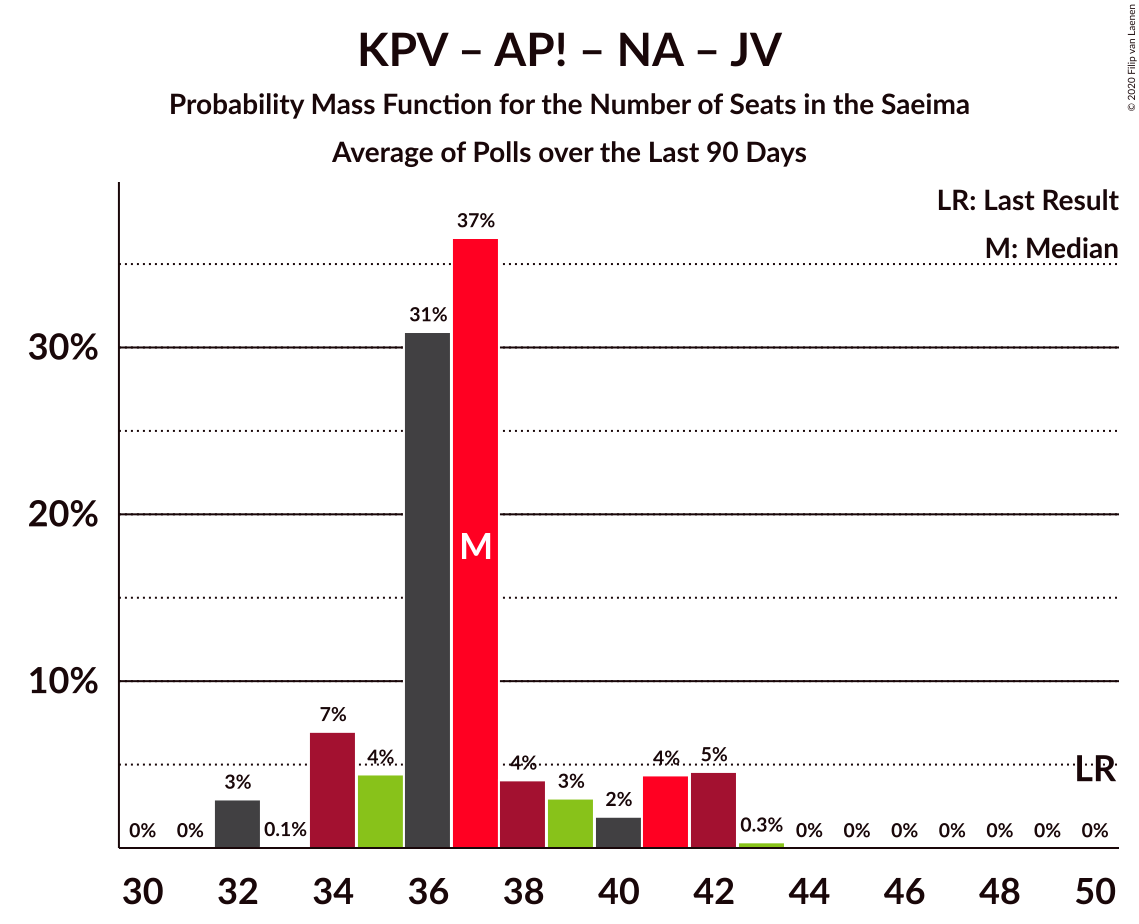 KPV – AP! – NA – JV
Probability Mass Function for the Number of Seats in the Saeima
Average of Polls over the Last 90 Days
© 2020 Filip van Laenen
LR: Last Result
M: Median
37%
31%
30%
20%
M
10%
7%
4%
3%
0%
0%
0.1%
4%
3%
2%
4%
5%
0.3%
LR
0%
0%
0%
0%
0%
0%
0%
30 32 34 36 38 40 42 44 46 48 50